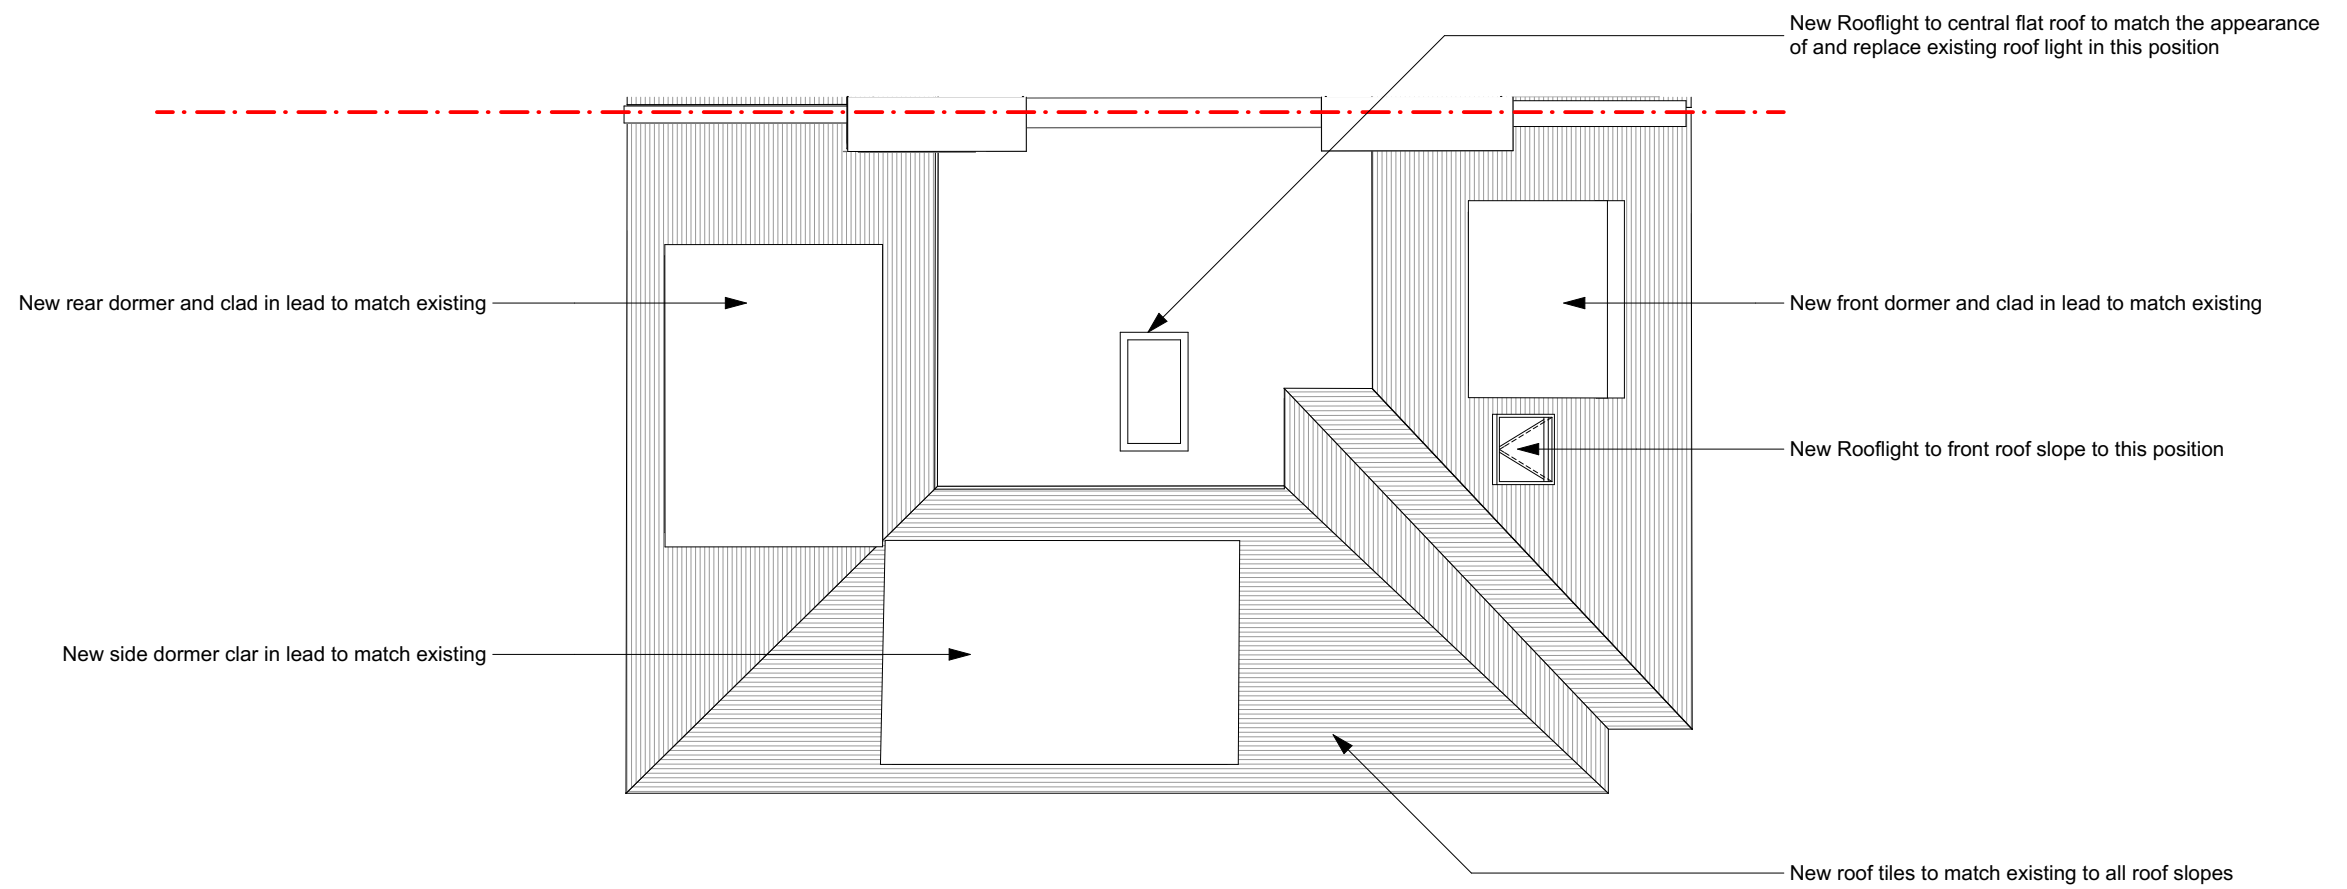 New Rooflight to central flat roof to match the appearance
of and replace existing roof light in this position
New rear dormer and clad in lead to match existing
New front dormer and clad in lead to match existing
New Rooflight to front roof slope to this position
New side dormer clar in lead to match existing
New roof tiles to match existing to all roof slopes